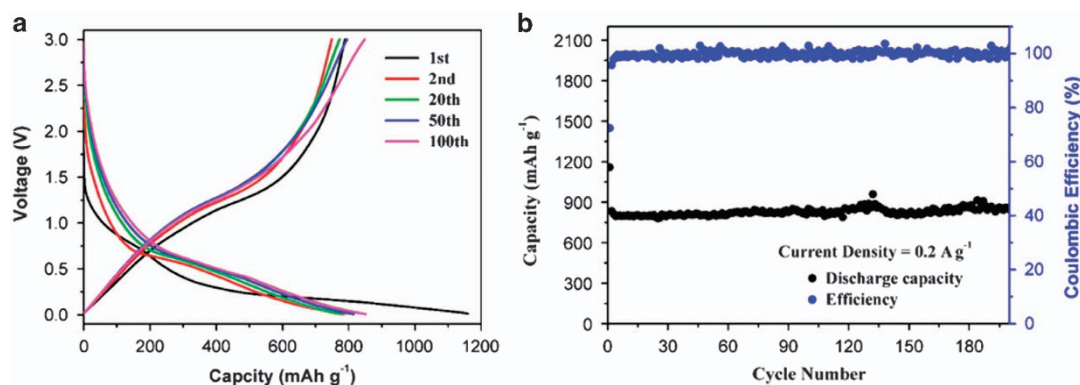 a
3.0
2.5
2.0
1.5
1.0
0.5
0.0
Voltage (V)
1st
2nd
20th
50th
100th
0 200 400 600 800 1000 1200
Capcity (mAh g⁻¹)
b
2100
1800
1500
1200
900
600
300
0
Capacity (mAh g⁻¹)
100
80
60
40
20
0
Coulombic Efficiency (%)
Current Density = 0.2 A g⁻¹
Discharge capacity
Efficiency
0 30 60 90 120 150 180
Cycle Number